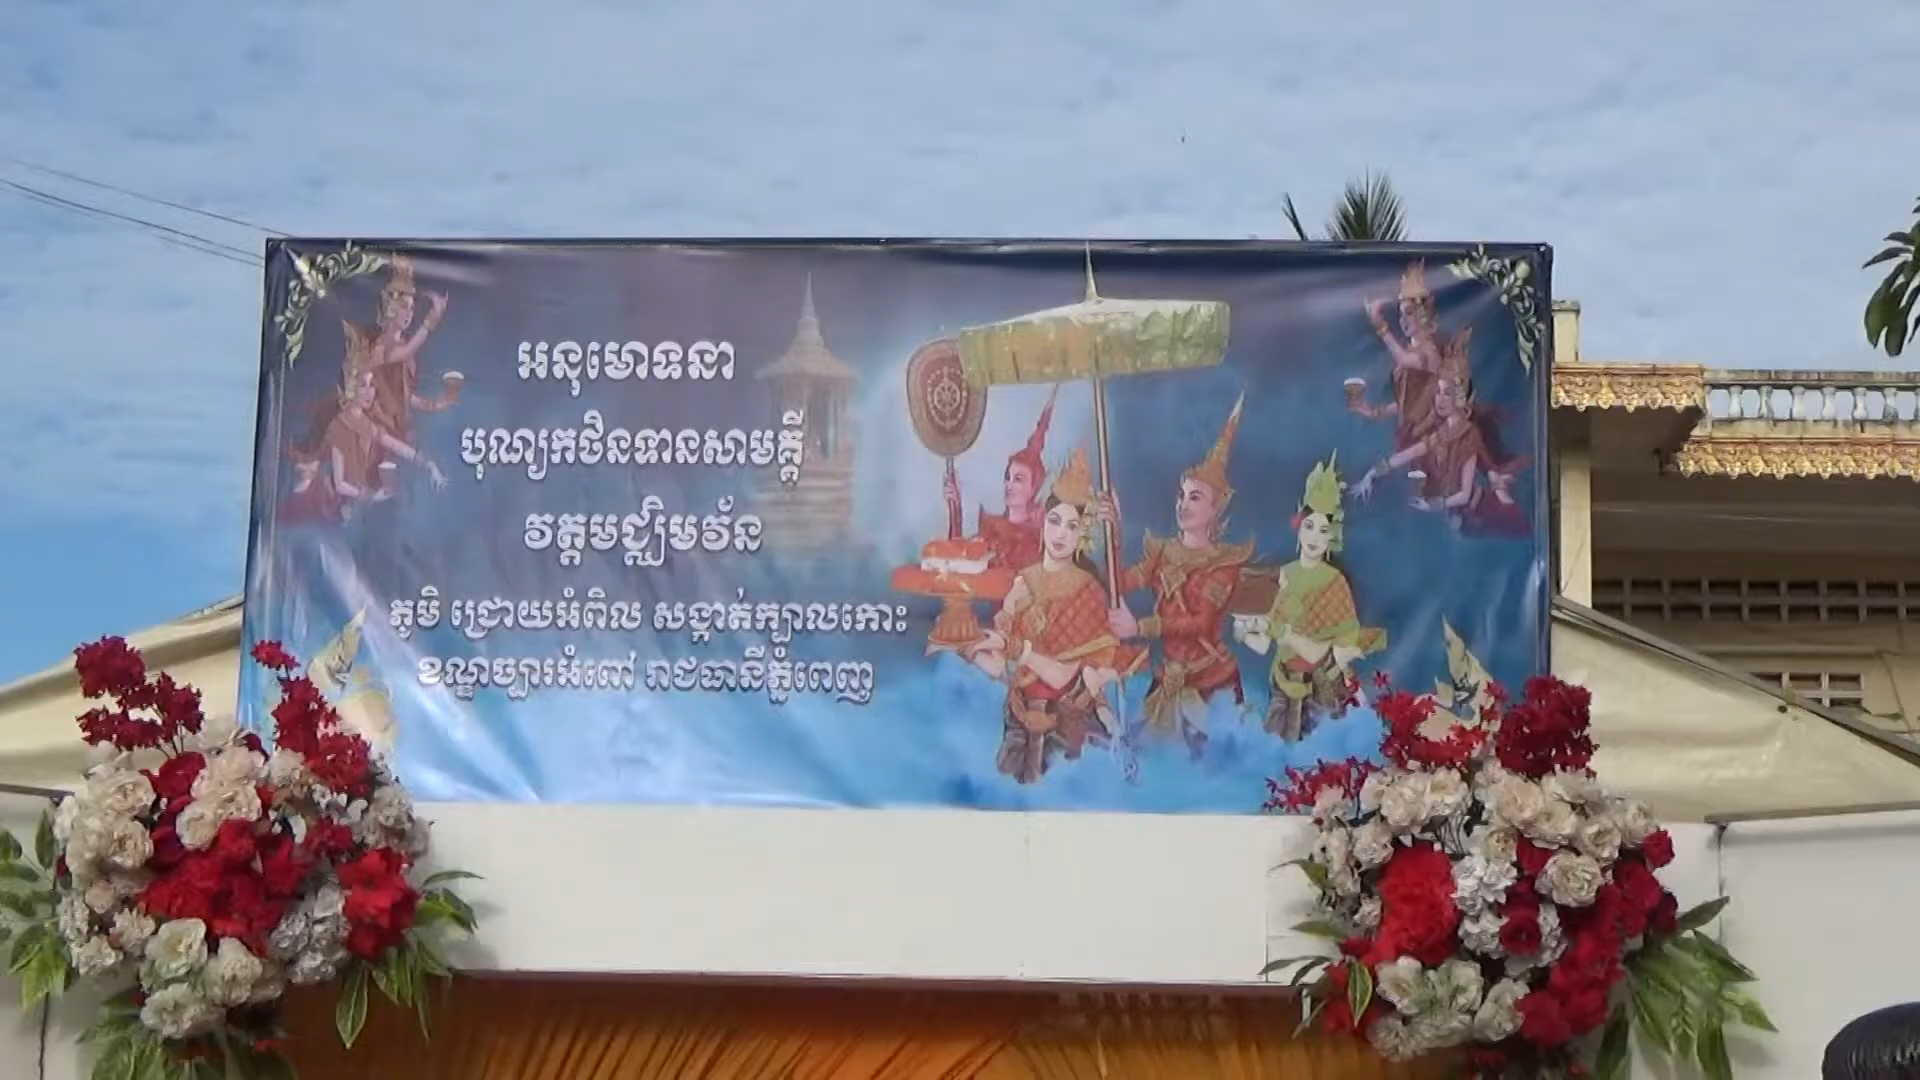 អនុមោទនា
បុណ្យកឋិនទានសាមគ្គី
វត្តមជ្ឈិមវ័ន
ភូមិ ជ្រោយអំពិល សង្កាត់ក្បាលកោះ
ខណ្ឌច្បារអំពៅ រាជធានីភ្នំពេញ